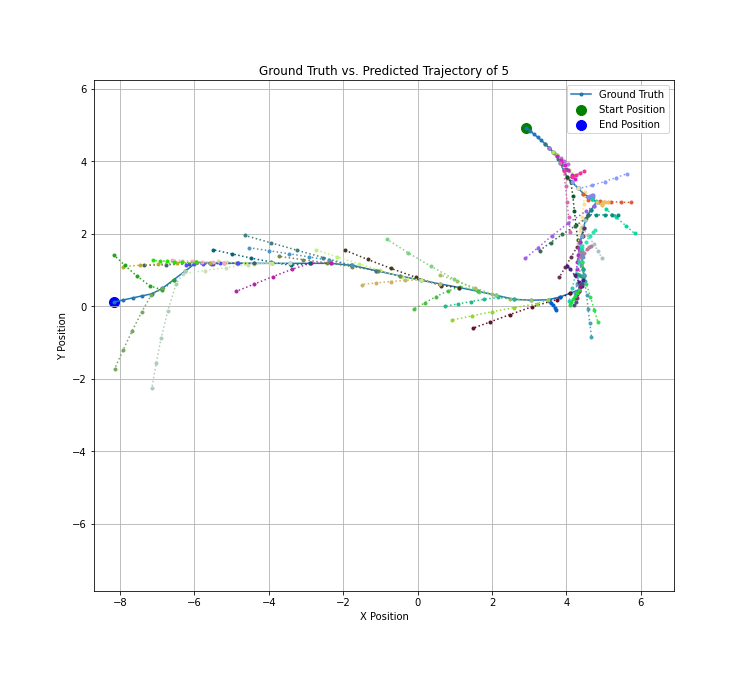 Ground Truth vs. Predicted Trajectory of 5
Ground Truth
Start Position
End Position
6
4
2
0
−2
−4
−6
Y Position
−8
−6
−4
−2
0
2
4
6
X Position